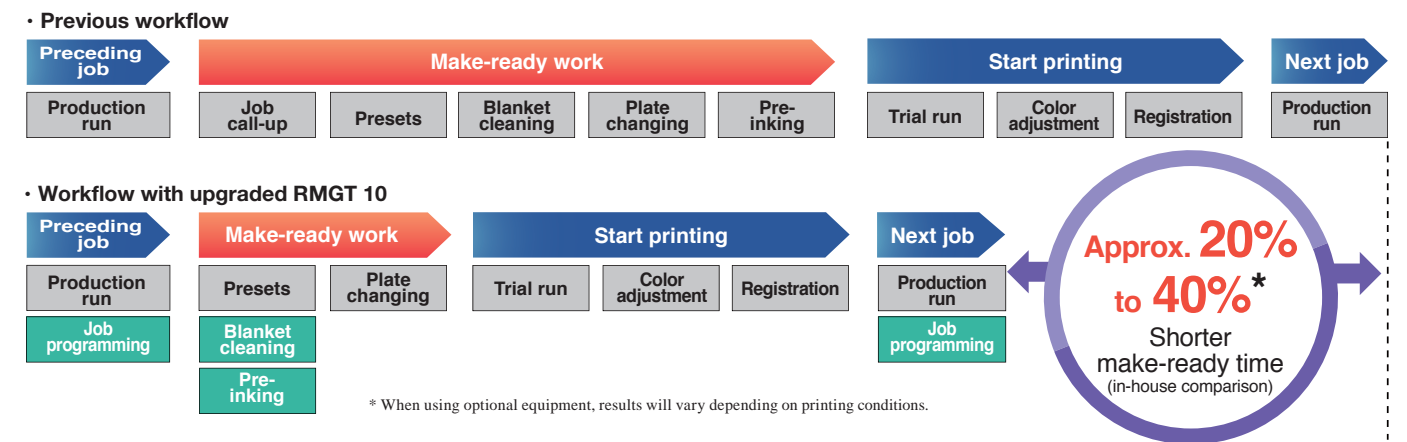 ・Previous workflow
Preceding
job
Make-ready work
Start printing
Next job
Production
run
Job
call-up
Presets
Blanket
cleaning
Plate
changing
Pre-
inking
Trial run
Color
adjustment
Registration
Production
run
・Workflow with upgraded RMGT 10
Preceding
job
Make-ready work
Start printing
Next job
Production
run
Presets
Plate
changing
Trial run
Color
adjustment
Registration
Production
run
Job
programming
Blanket
cleaning
Job
programming
Pre-
inking
Approx. 20%
to 40%*
Shorter
make-ready time
(in-house comparison)
* When using optional equipment, results will vary depending on printing conditions.